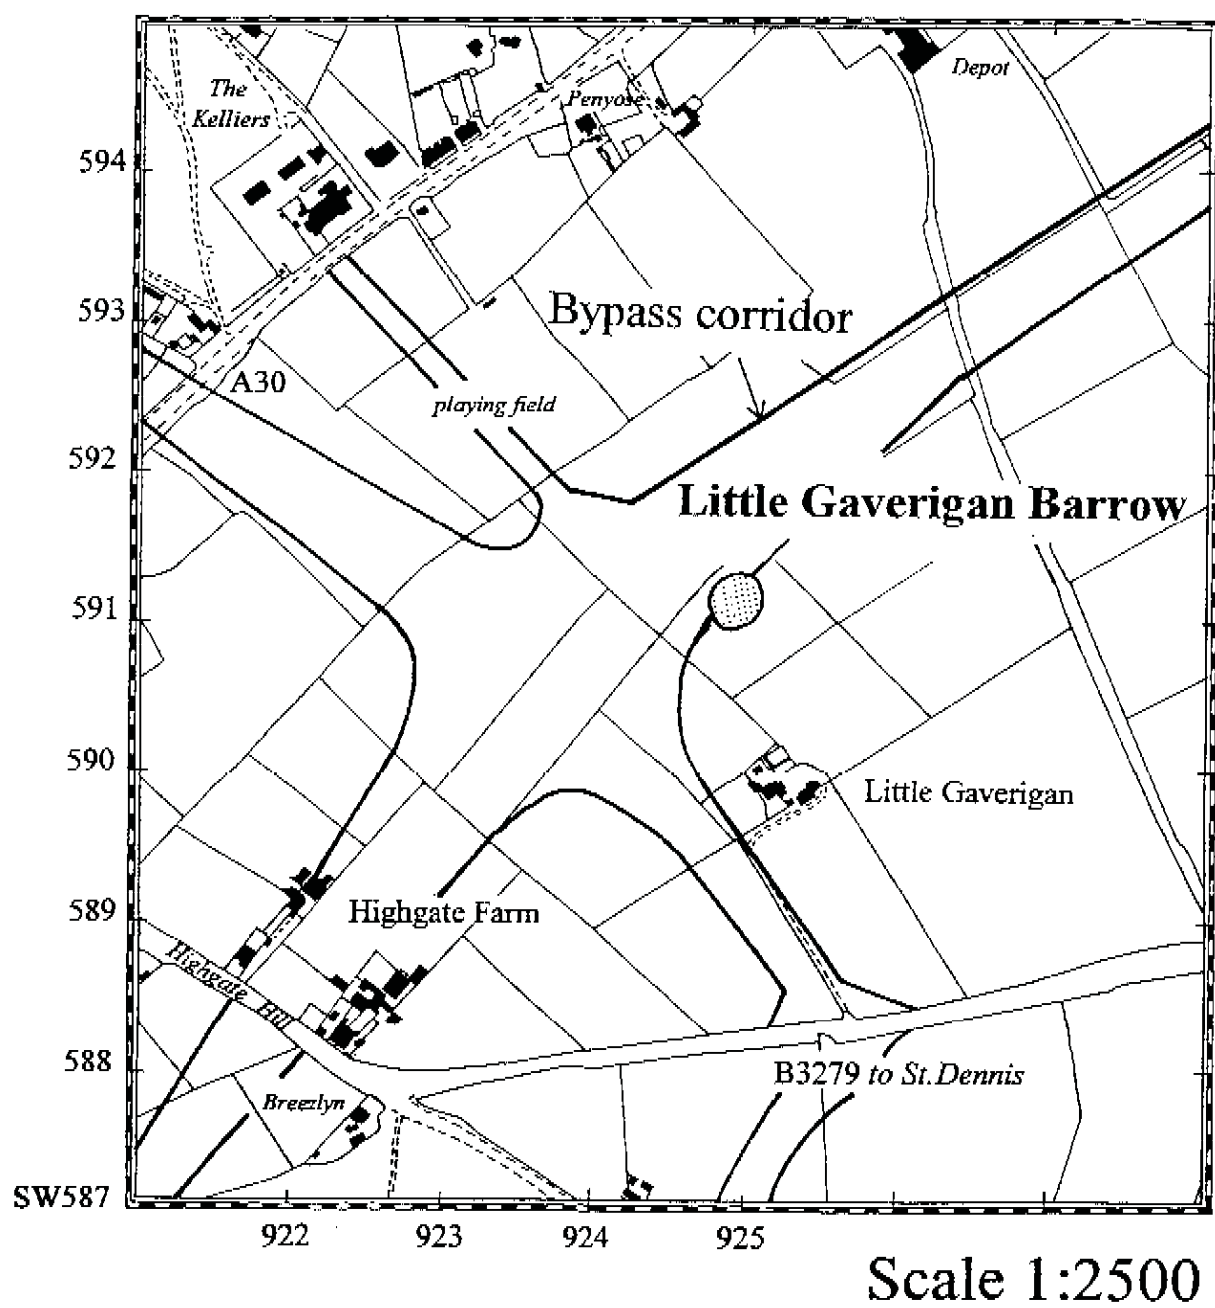 The
Kelliers
Penyose
Depot
594
593
Bypass corridor
A30
playing field
592
Little Gaverigan Barrow
591
590
Little Gaverigan
589
Highgate Farm
Highgate Hill
588
B3279 to St.Dennis
Breezlyn
SW587
922
923
924
925
Scale 1:2500